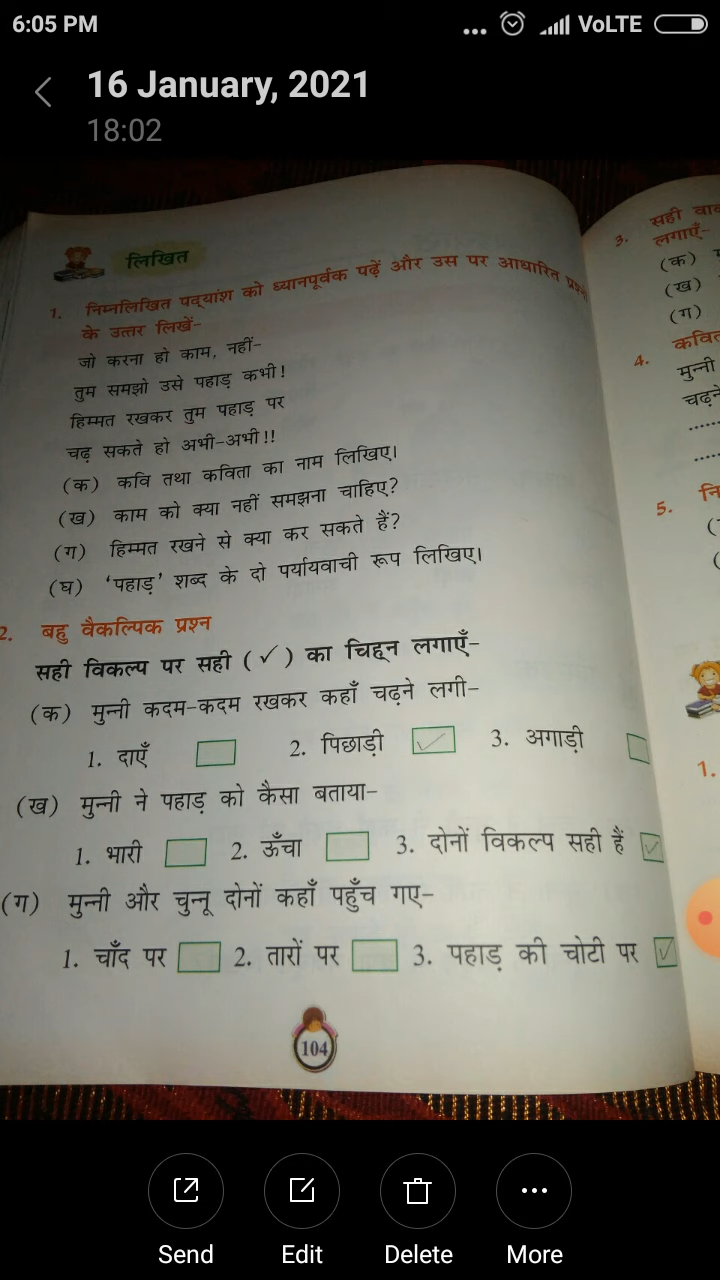 6:05 PM
... VoLTE
16 January, 2021
18:02
लिखित
1. निम्नलिखित पद्यांश को ध्यानपूर्वक पढ़ें और उस पर आधारित
के उत्तर लिखें-
जो करना हो काम, नहीं-
तुम समझो उसे पहाड़ कभी!
हिम्मत रखकर तुम पहाड़ पर
चढ़ सकते हो अभी-अभी!!
(क) कवि तथा कविता का नाम लिखिए।
(ख) काम को क्या नहीं समझना चाहिए?
(ग) हिम्मत रखने से क्या कर सकते हैं?
(घ) 'पहाड़' शब्द के दो पर्यायवाची रूप लिखिए।
2. बहु वैकल्पिक प्रश्न
सही विकल्प पर सही (✓) का चिह्न लगाएँ-
(क) मुन्नी कदम-कदम रखकर कहाँ चढ़ने लगी-
1. दाएँ 2. पिछाड़ी ✓ 3. अगाड़ी
(ख) मुन्नी ने पहाड़ को कैसा बताया-
1. भारी 2. ऊँचा 3. दोनों विकल्प सही हैं ✓
(ग) मुन्नी और चुन्नू दोनों कहाँ पहुँच गए-
1. चाँद पर 2. तारों पर 3. पहाड़ की चोटी पर ✓
104
3. सही
लगाएँ-
(क)
(ख)
(ग)
4.
मुन्नी
चढ़ने
5.
1.
Send Edit Delete More